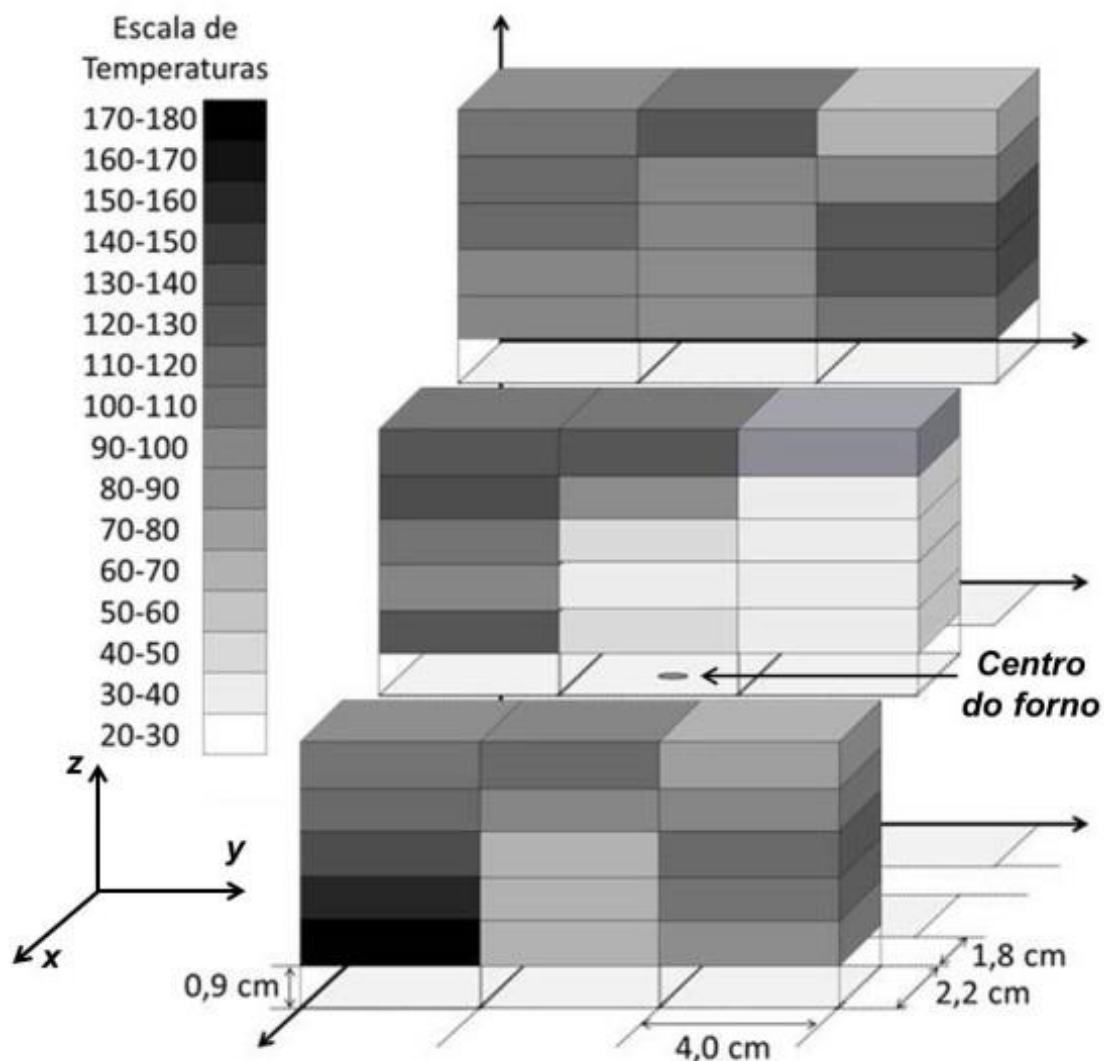 Escala de
Temperaturas
170-180
160-170
150-160
140-150
130-140
120-130
110-120
100-110
90-100
80-90
70-80
60-70
50-60
40-50
30-40
20-30
Centro
do forno
z
y
x
0,9 cm
1,8 cm
2,2 cm
4,0 cm